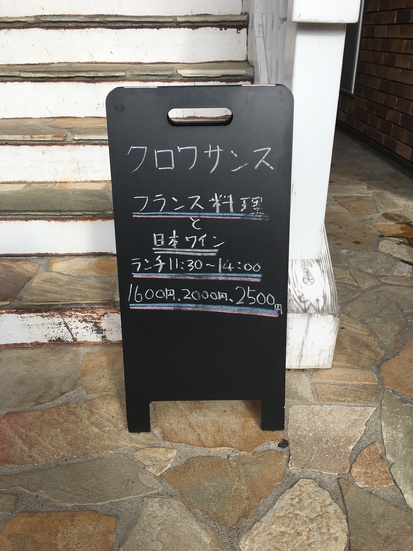 クロワサンス
フランス料理
と
日本ワイン
ランチ11:30〜14:00
1600円、2000円、2500円